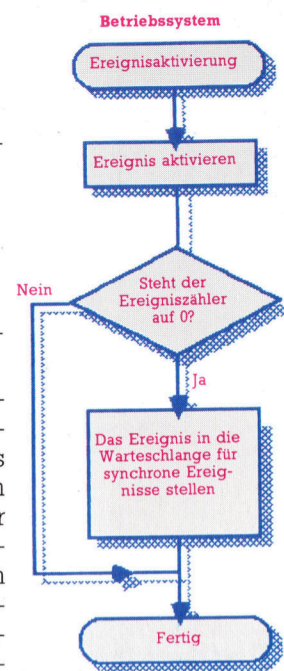 Betriebssystem
Ereignisaktivierung
Ereignis aktivieren
Steht der
Ereigniszähler
auf 0?
Nein
Ja
Das Ereignis in die
Warteschlange für
synchrone Ereig-
nisse stellen
Fertig